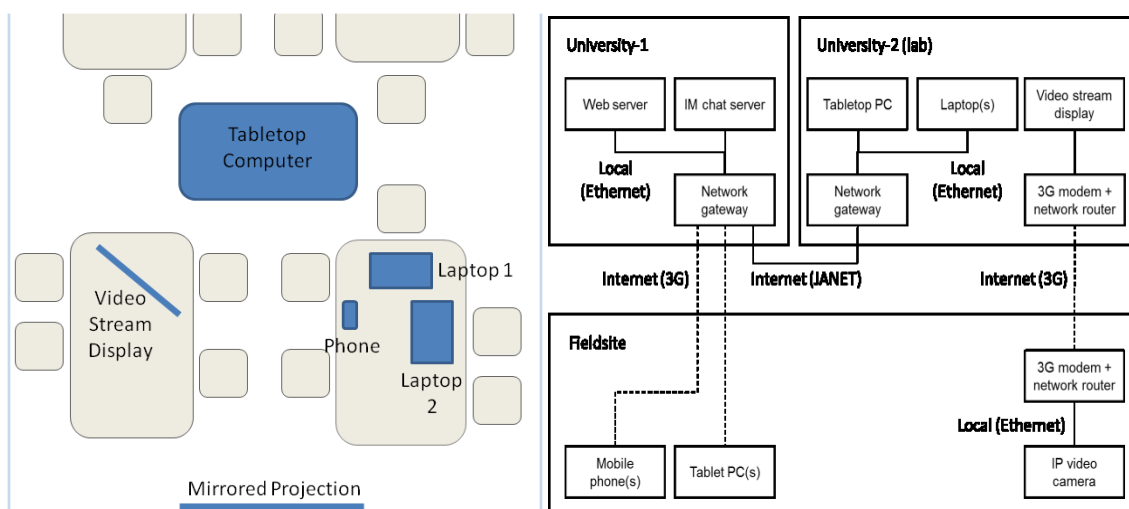 Tabletop
Computer
Laptop 1
Video
Stream
Display
Phone
Laptop
2
Mirrored Projection
University-1
University-2 (lab)
Web server
IM chat server
Tabletop PC
Laptop(s)
Video stream
display
Local
(Ethernet)
Local
(Ethernet)
Network
gateway
Network
gateway
3G modem +
network router
Internet (3G)
Internet (JANET)
Internet (3G)
Fieldsite
3G modem +
network router
Local (Ethernet)
Mobile
phone(s)
Tablet PC(s)
IP video
camera